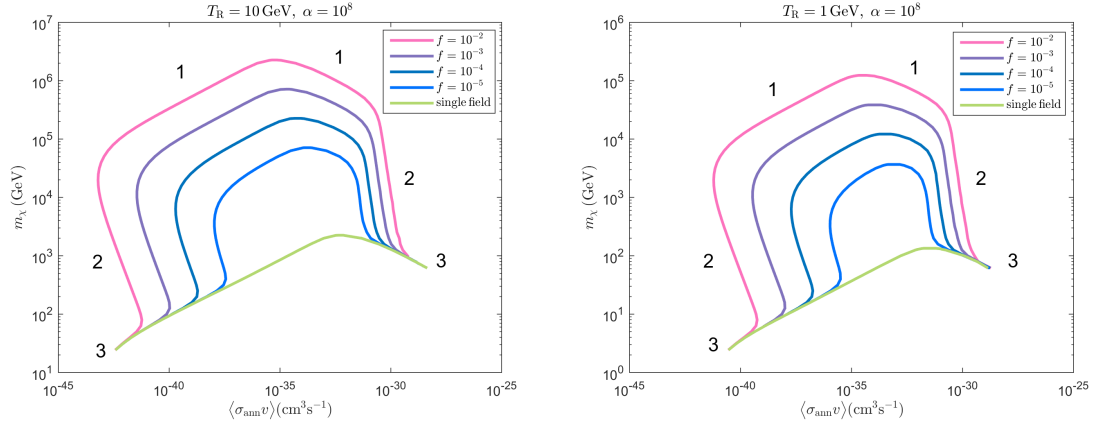 T_R = 10 GeV, α = 10^8
10^7
10^6
10^5
10^4
10^3
10^2
10^1
m_χ (GeV)
1
1
2
2
3
3
f = 10^-2
f = 10^-3
f = 10^-4
f = 10^-5
single field
10^-45
10^-40
10^-35
10^-30
10^-25
⟨σ_ann v⟩(cm^3 s^-1)
T_R = 1 GeV, α = 10^8
10^6
10^5
10^4
10^3
10^2
10^1
10^0
m_χ (GeV)
1
1
2
2
3
3
f = 10^-2
f = 10^-3
f = 10^-4
f = 10^-5
single field
10^-45
10^-40
10^-35
10^-30
10^-25
⟨σ_ann v⟩(cm^3 s^-1)